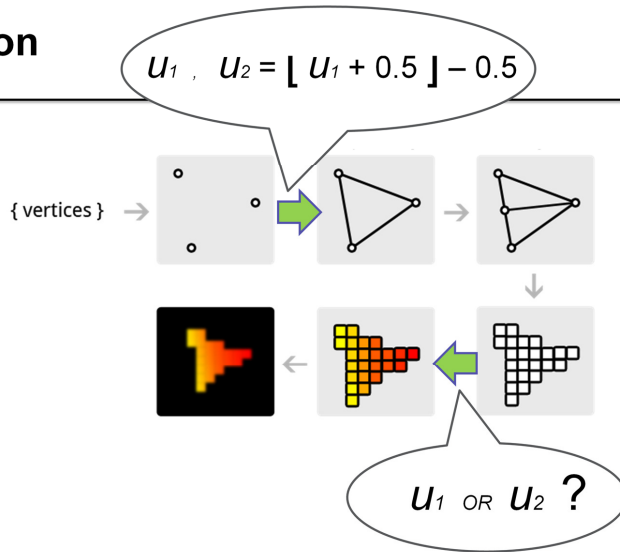 on
u₁ , u₂ = ⌊ u₁ + 0.5 ⌋ – 0.5
{ vertices }
u₁ OR u₂ ?